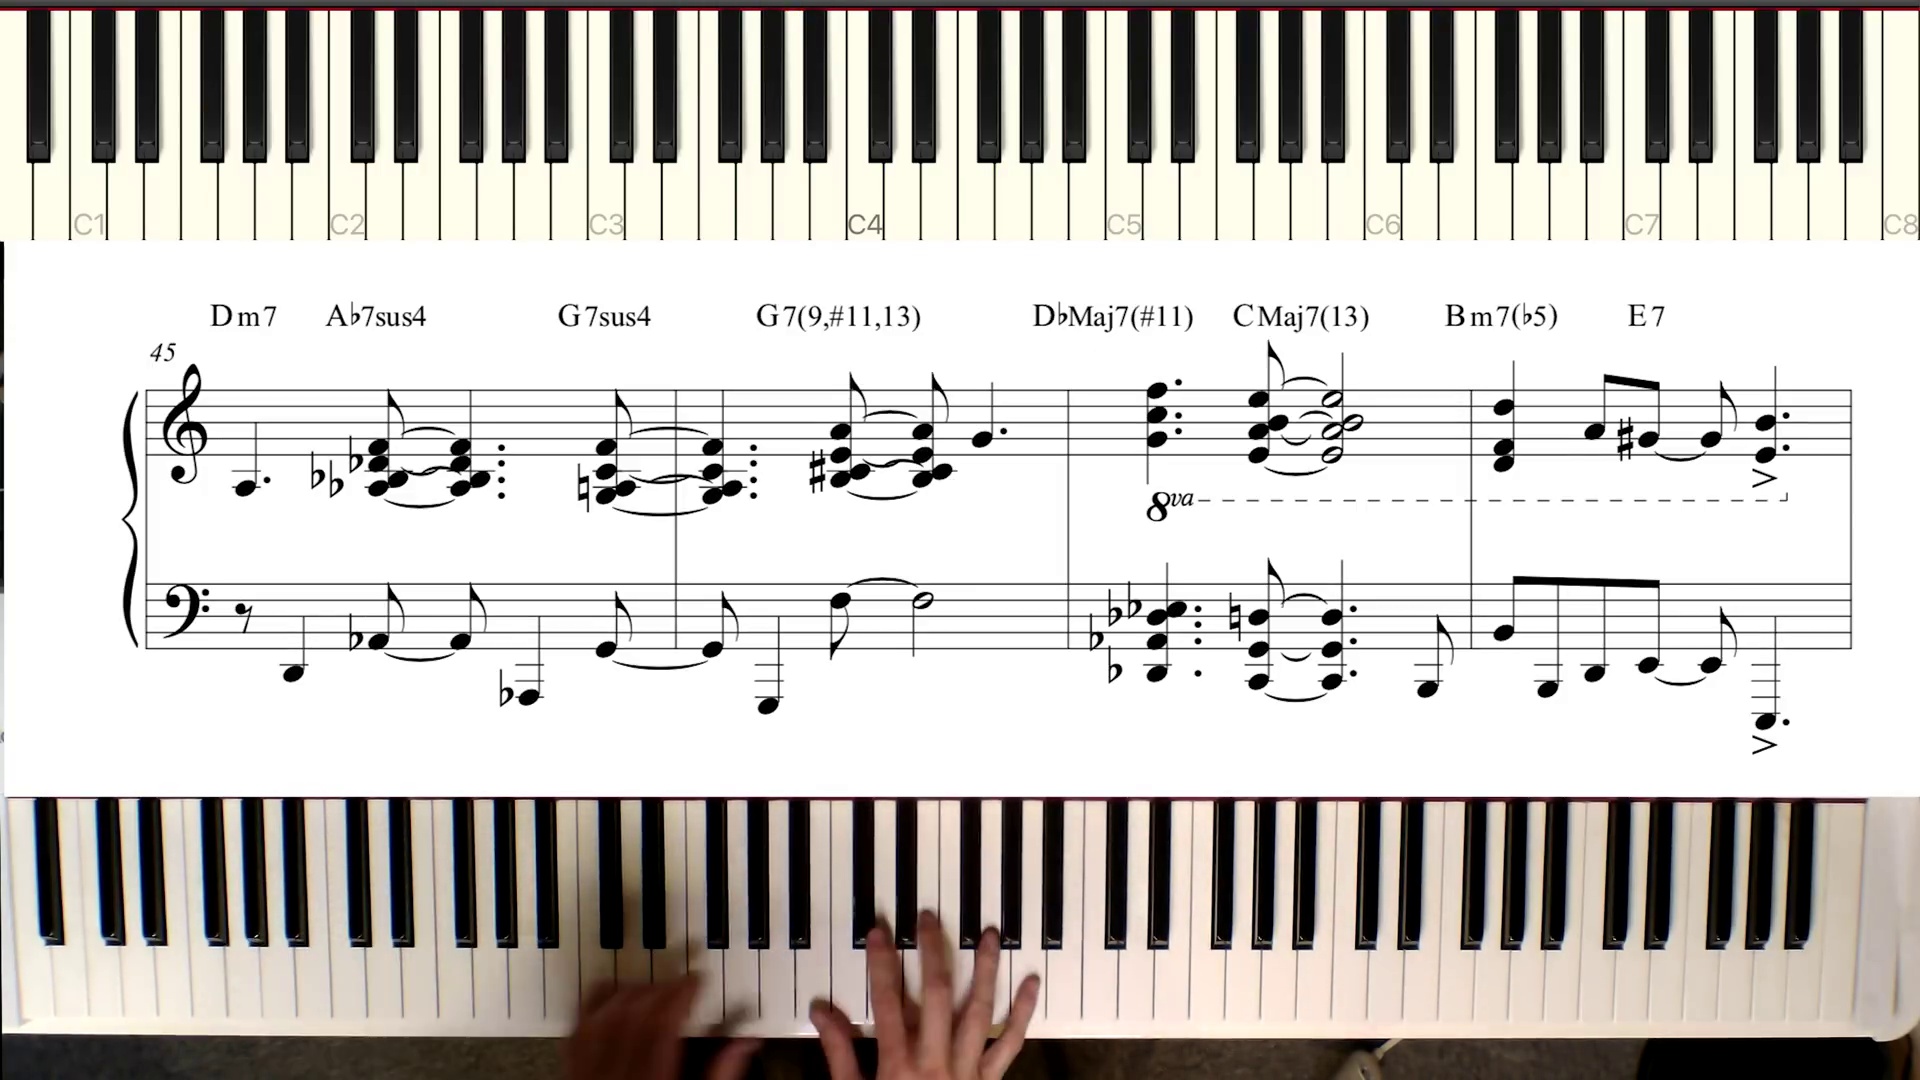 C1 C2 C3 C4 C5 C6 C7 C8
Dm7 A♭7sus4 G7sus4 G7(9,#11,13) D♭Maj7(#11) CMaj7(13) Bm7(♭5) E7
45
8va